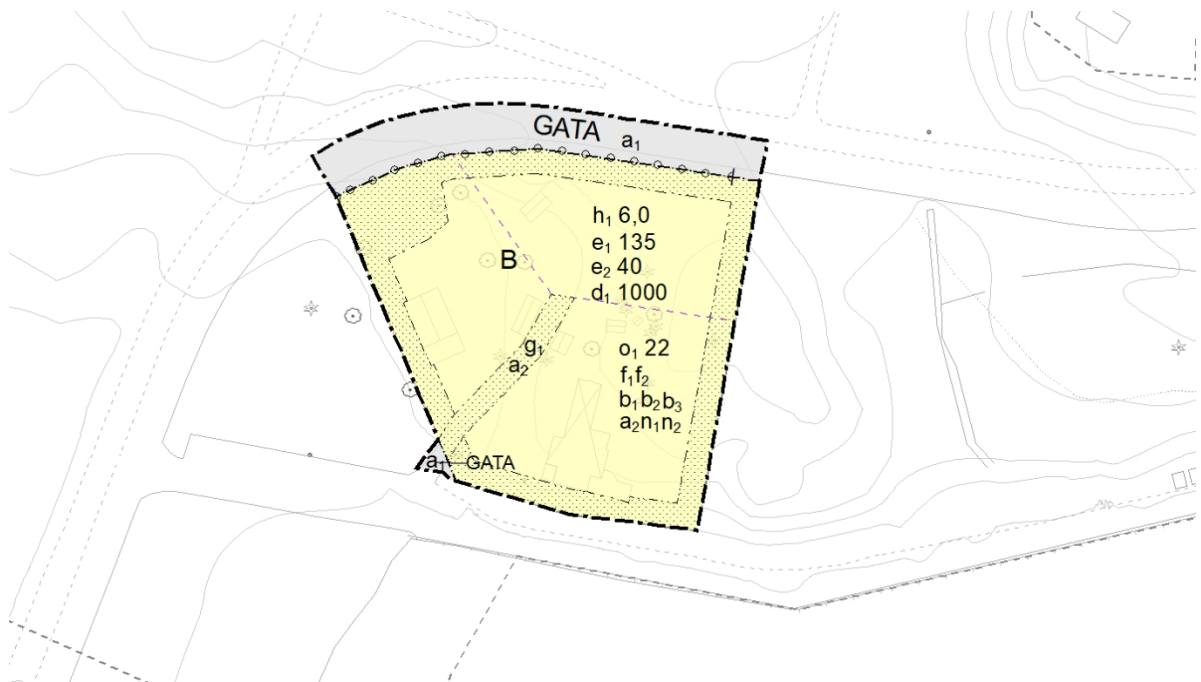 GATA
a₁
h₁ 6,0
e₁ 135
B
e₂ 40
d₁ 1000
g₁
a₂
o₁ 22
f₁f₂
b₁b₂b₃
a₂n₁n₂
a₁ GATA